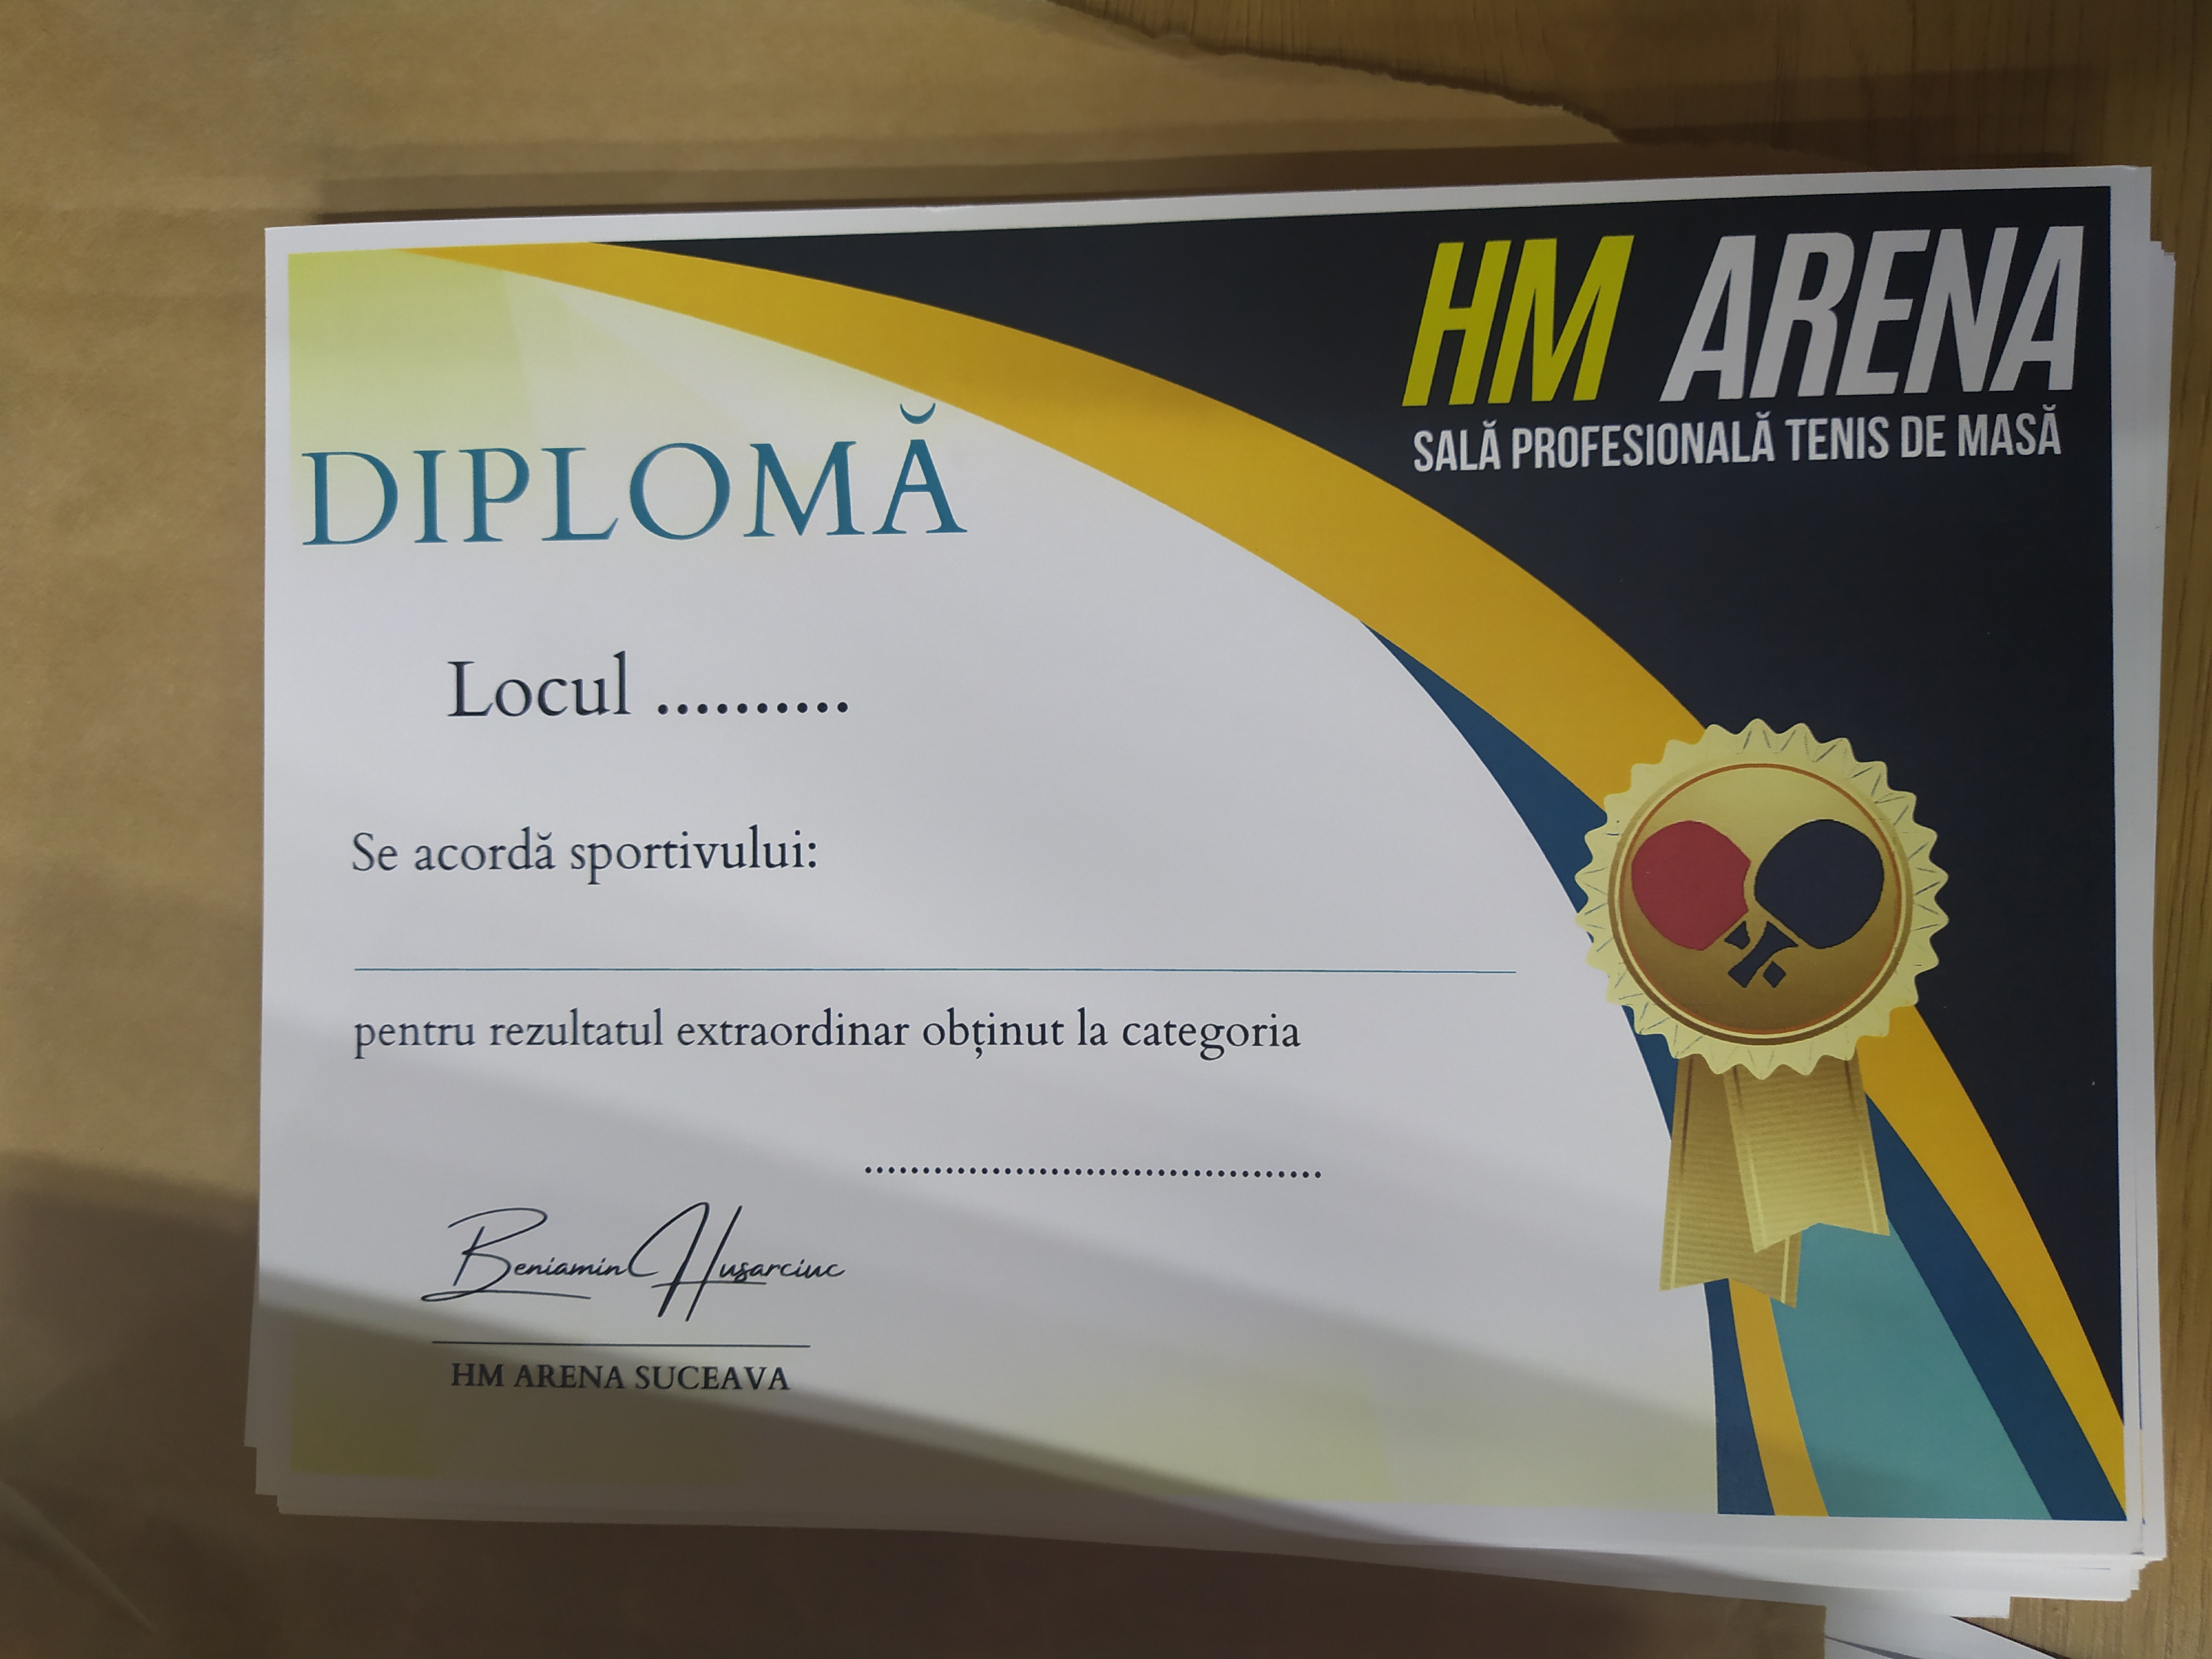 HM ARENA
SALĂ PROFESIONALĂ TENIS DE MASĂ
DIPLOMĂ
Locul ..........
Se acordă sportivului:
pentru rezultatul extraordinar obținut la categoria
........................................
Beniamin Hușarciuc
HM ARENA SUCEAVA